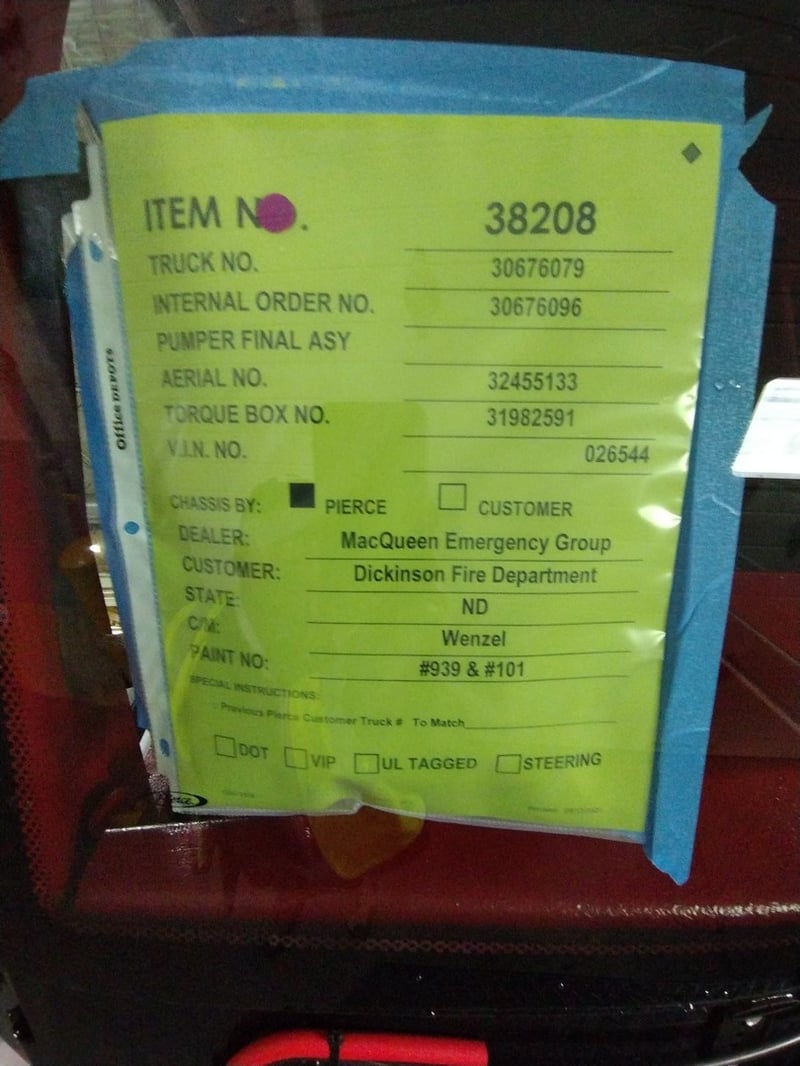 ITEM NO. 38208
TRUCK NO. 30676079
INTERNAL ORDER NO. 30676096
PUMPER FINAL ASY
AERIAL NO. 32455133
TORQUE BOX NO. 31982591
V.I.N. NO. 026544
CHASSIS BY: PIERCE CUSTOMER
DEALER: MacQueen Emergency Group
CUSTOMER: Dickinson Fire Department
STATE: ND
C/M: Wenzel
PAINT NO: #939 & #101
SPECIAL INSTRUCTIONS:
Previous Pierce Customer Truck # To Match
DOT VIP UL TAGGED STEERING
Office DEPOT®